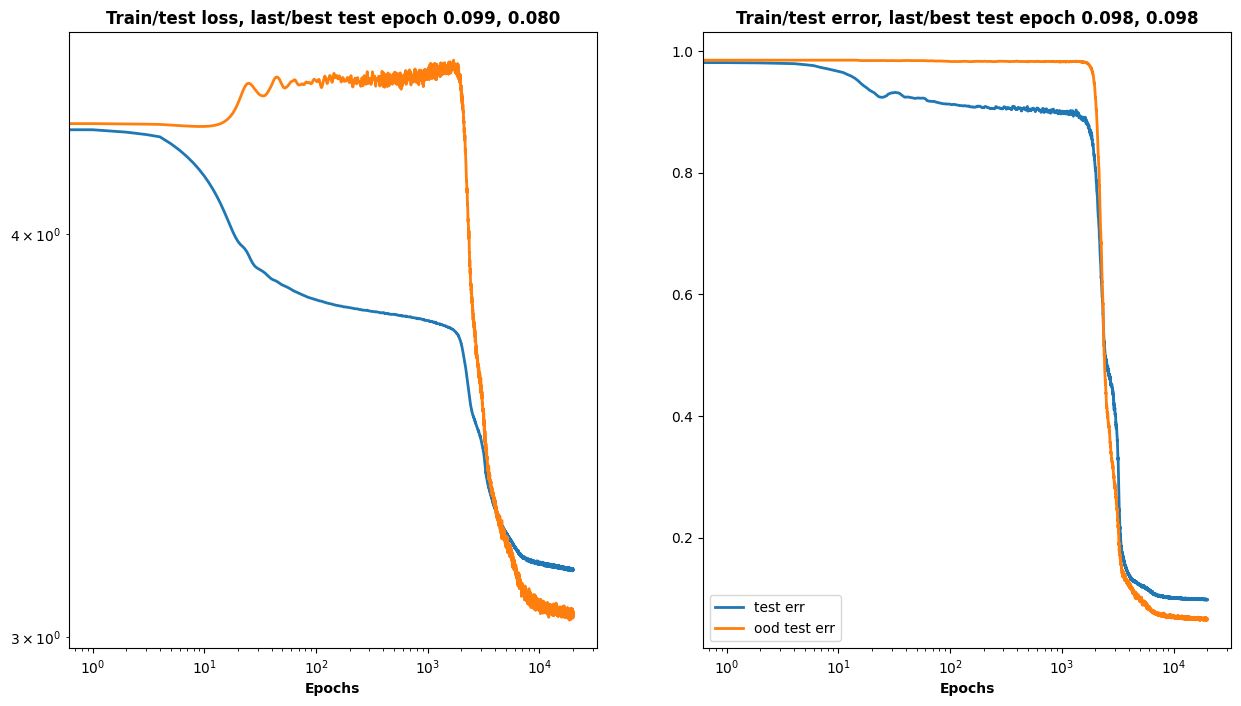 Train/test loss, last/best test epoch 0.099, 0.080
4 × 10⁰
3 × 10⁰
10⁰ 10¹ 10² 10³ 10⁴
Epochs
Train/test error, last/best test epoch 0.098, 0.098
1.0
0.8
0.6
0.4
0.2
test err
ood test err
10⁰ 10¹ 10² 10³ 10⁴
Epochs